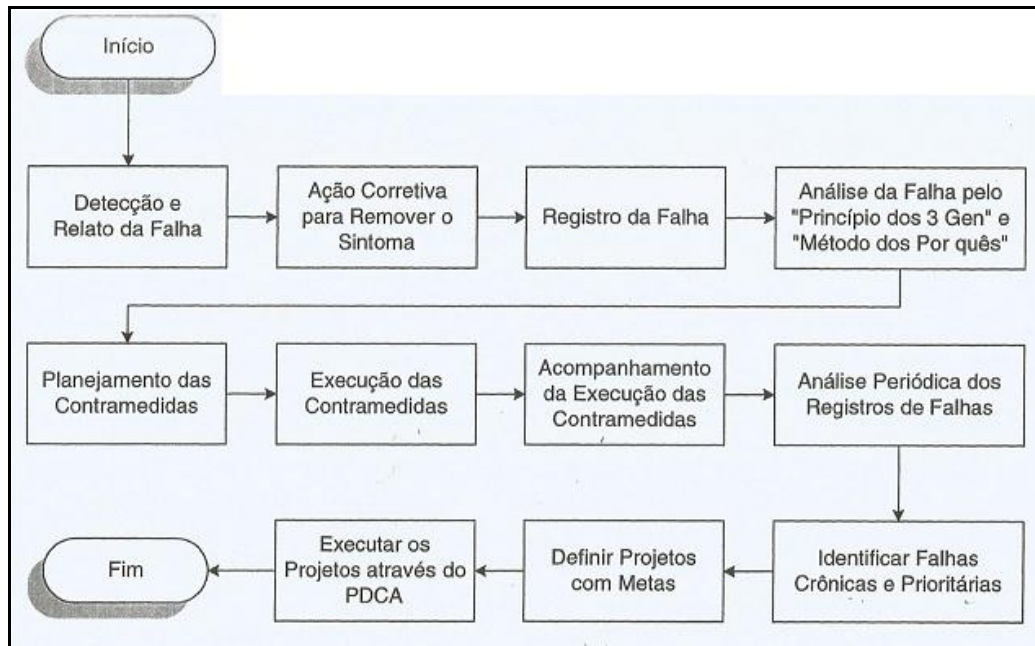 Início
Detecção e
Relato da Falha
Ação Corretiva
para Remover o
Sintoma
Registro da Falha
Análise da Falha pelo
"Princípio dos 3 Gen" e
"Método dos Por quês"
Planejamento das
Contramedidas
Execução das
Contramedidas
Acompanhamento
da Execução das
Contramedidas
Análise Periódica dos
Registros de Falhas
Fim
Executar os
Projetos através do
PDCA
Definir Projetos
com Metas
Identificar Falhas
Crônicas e Prioritárias